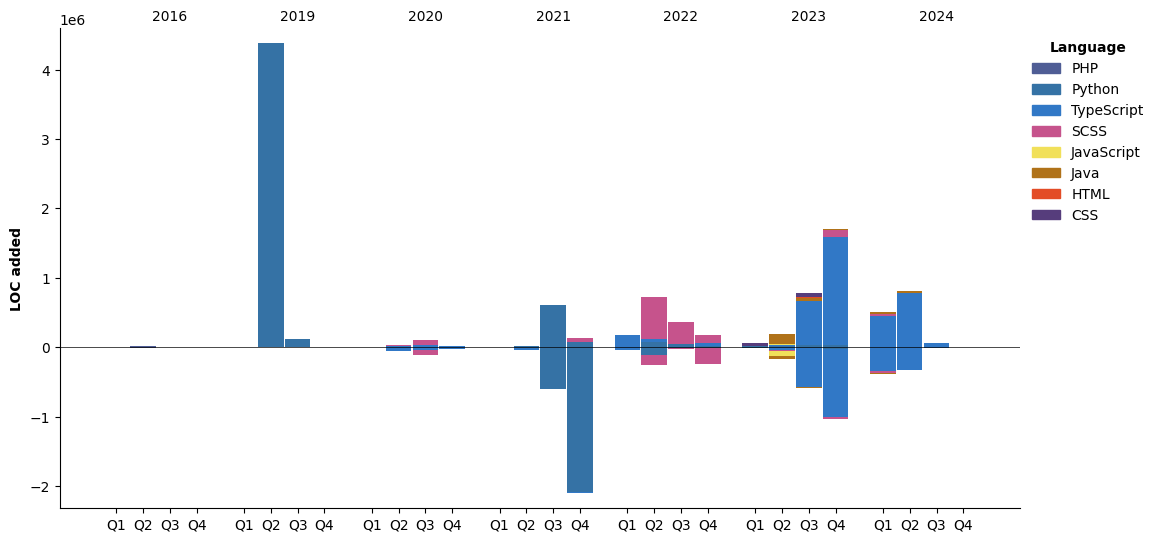 1e6
2016 2019 2020 2021 2022 2023 2024
Language
PHP
Python
TypeScript
SCSS
JavaScript
Java
HTML
CSS
LOC added
4
3
2
1
0
−1
−2
Q1 Q2 Q3 Q4 Q1 Q2 Q3 Q4 Q1 Q2 Q3 Q4 Q1 Q2 Q3 Q4 Q1 Q2 Q3 Q4 Q1 Q2 Q3 Q4 Q1 Q2 Q3 Q4